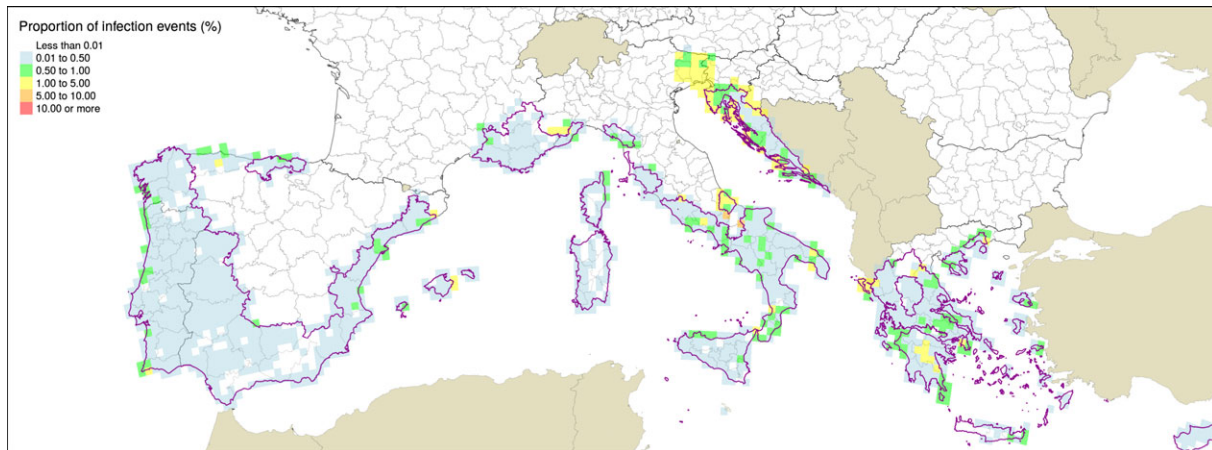 Proportion of infection events (%)
Less than 0.01
0.01 to 0.50
0.50 to 1.00
1.00 to 5.00
5.00 to 10.00
10.00 or more